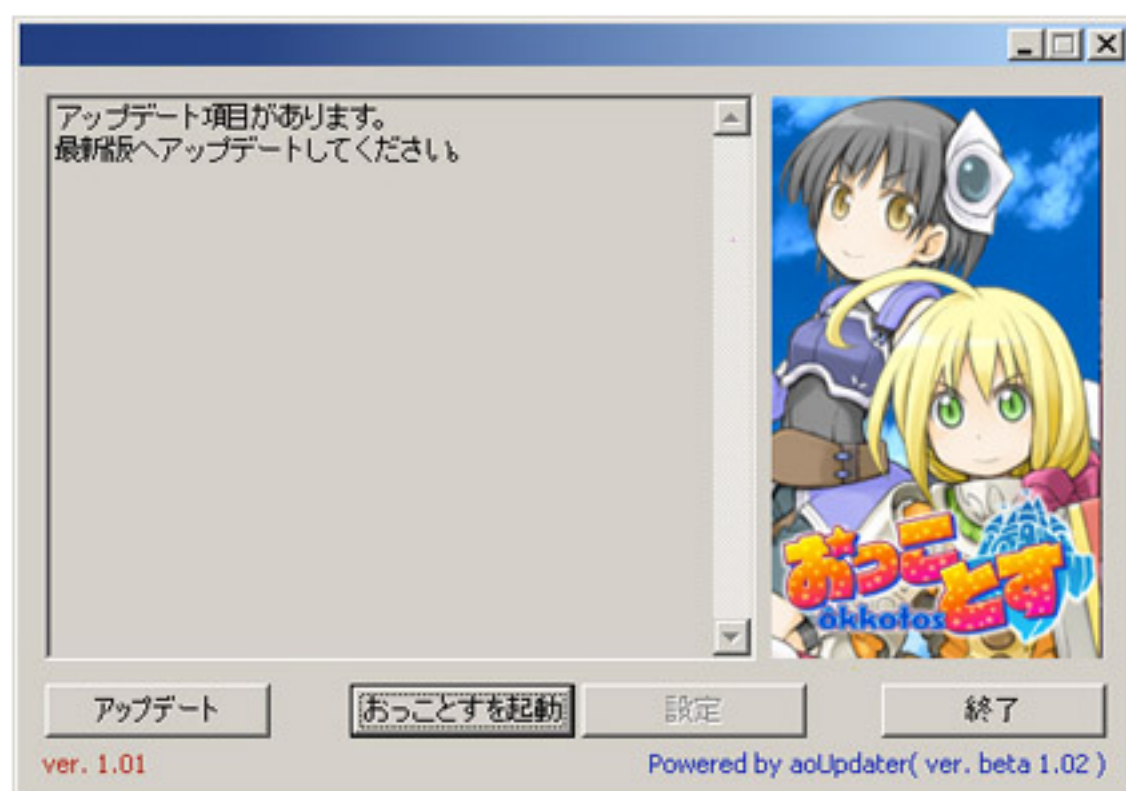 アップデート項目があります。
最新版へアップデートしてください。
おっこ
とす
ôkkotos
アップデート
おっことすを起動
設定
終了
ver. 1.01
Powered by aoUpdater( ver. beta 1.02 )